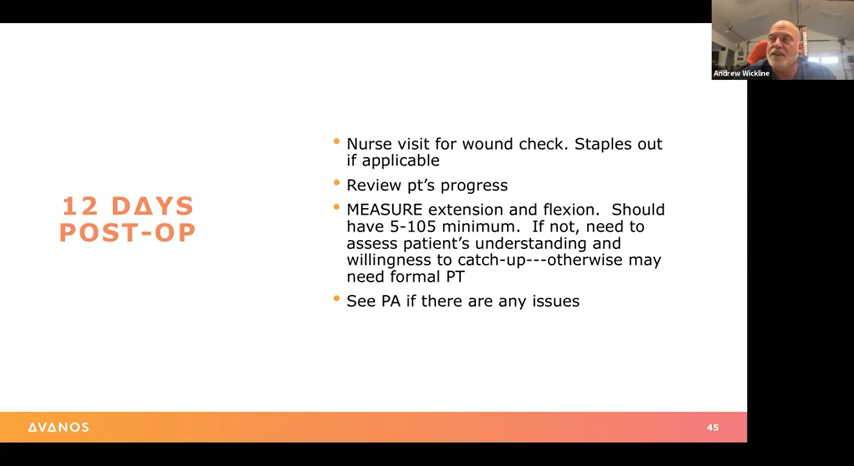 Andrew Wickline
12 DAYS
POST-OP
• Nurse visit for wound check. Staples out
if applicable
• Review pt's progress
• MEASURE extension and flexion.  Should
have 5-105 minimum.  If not, need to
assess patient's understanding and
willingness to catch-up---otherwise may
need formal PT
• See PA if there are any issues
AVANOS
45